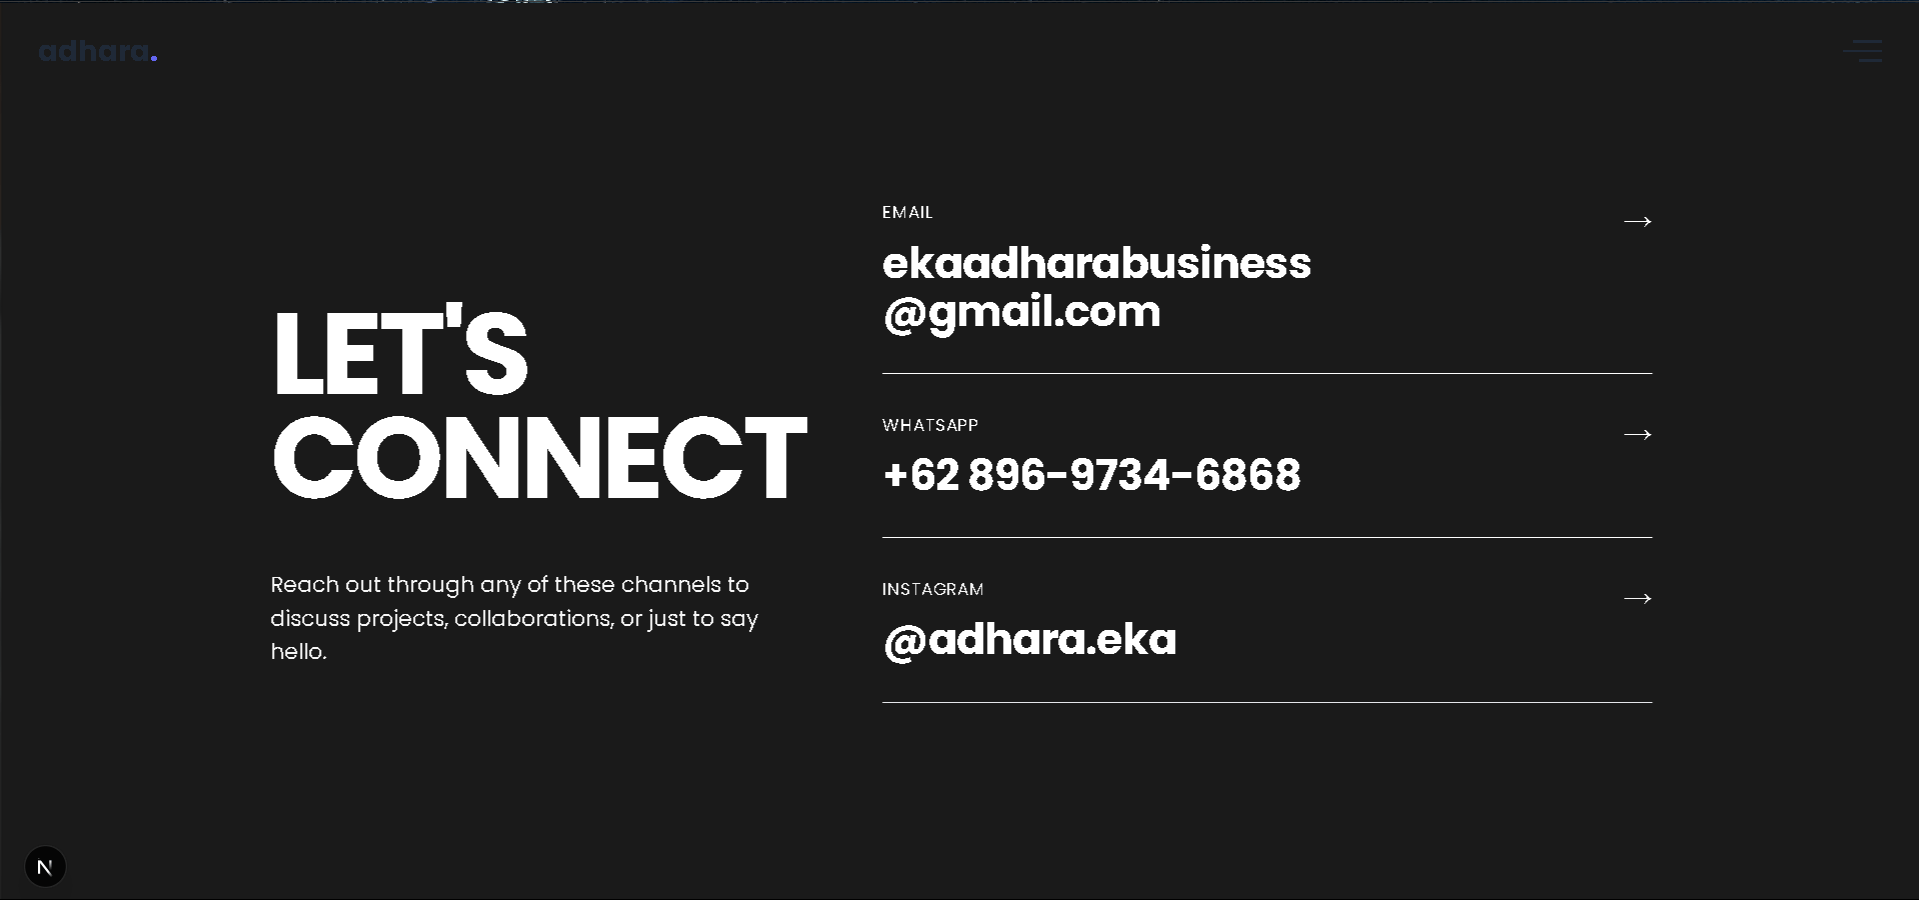 adhara.
LET'S
CONNECT
Reach out through any of these channels to
discuss projects, collaborations, or just to say
hello.
EMAIL
ekaadharabusiness
@gmail.com
WHATSAPP
+62 896-9734-6868
INSTAGRAM
@adhara.eka
N